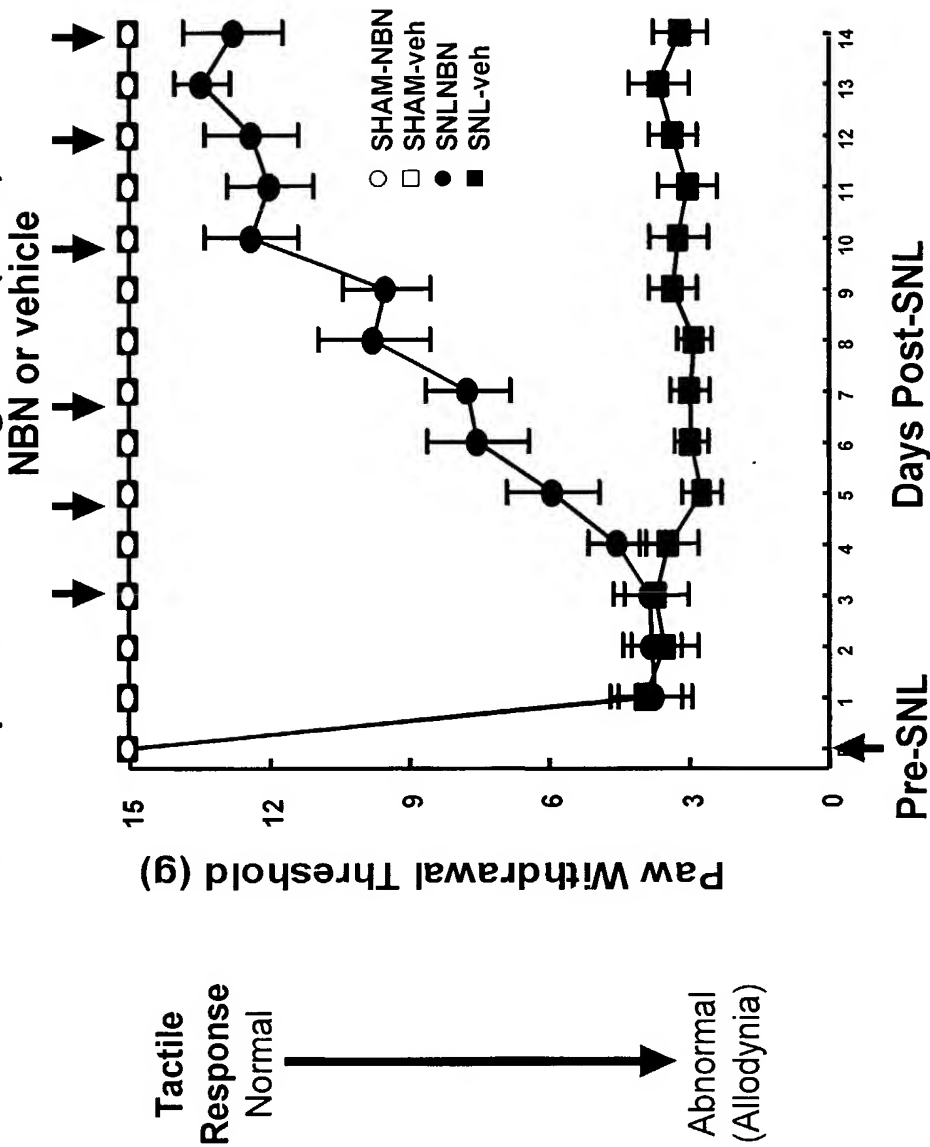 NBN or vehicle
Tactile
Response
Normal
Abnormal
(Allodynia)
Paw Withdrawal Threshold (g)
15
12
9
6
3
0
SHAM-NBN
SHAM-veh
SNLNBN
SNL-veh
1 2 3 4 5 6 7 8 9 10 11 12 13 14
Pre-SNL Days Post-SNL